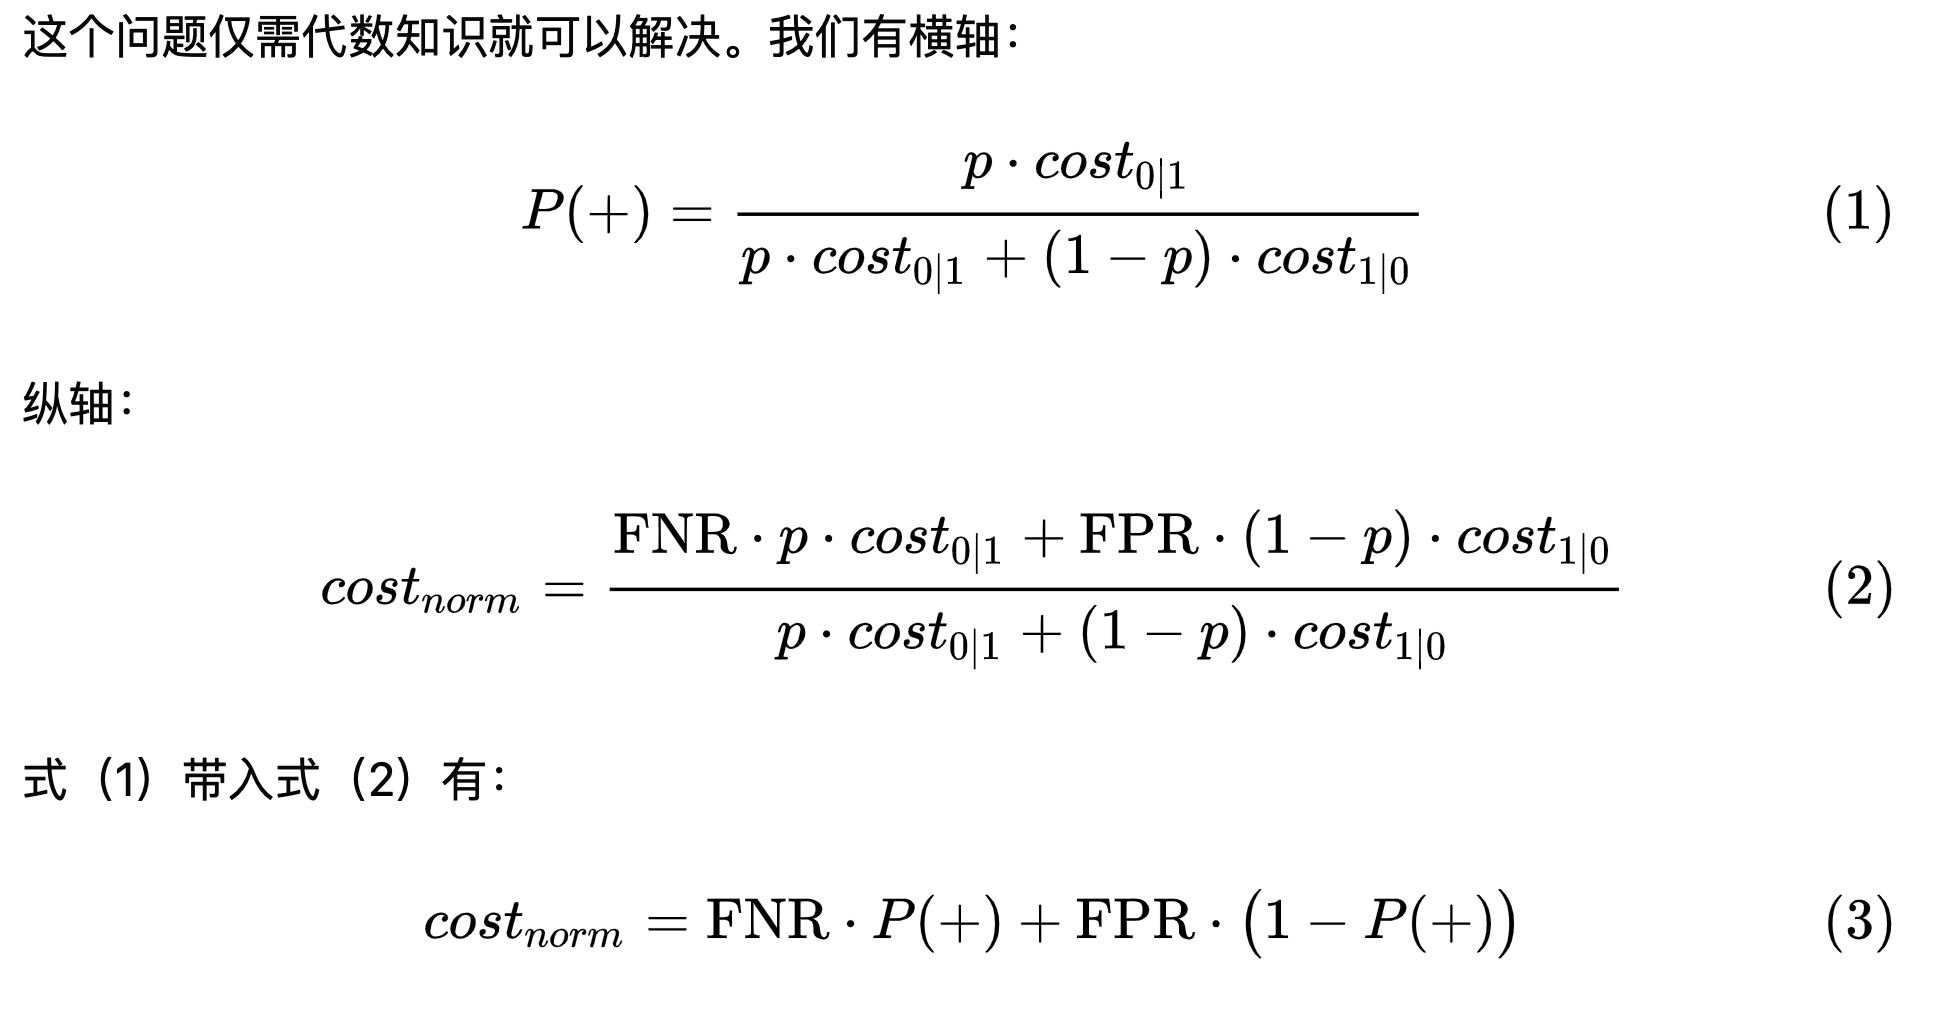 这个问题仅需代数知识就可以解决。我们有横轴：
$$P(+) = \frac{p \cdot cost_{0|1}}{p \cdot cost_{0|1} + (1 - p) \cdot cost_{1|0}} \quad (1)$$
纵轴：
$$cost_{norm} = \frac{\text{FNR} \cdot p \cdot cost_{0|1} + \text{FPR} \cdot (1 - p) \cdot cost_{1|0}}{p \cdot cost_{0|1} + (1 - p) \cdot cost_{1|0}} \quad (2)$$
式（1）带入式（2）有：
$$cost_{norm} = \text{FNR} \cdot P(+) + \text{FPR} \cdot \big(1 - P(+)\big) \quad (3)$$